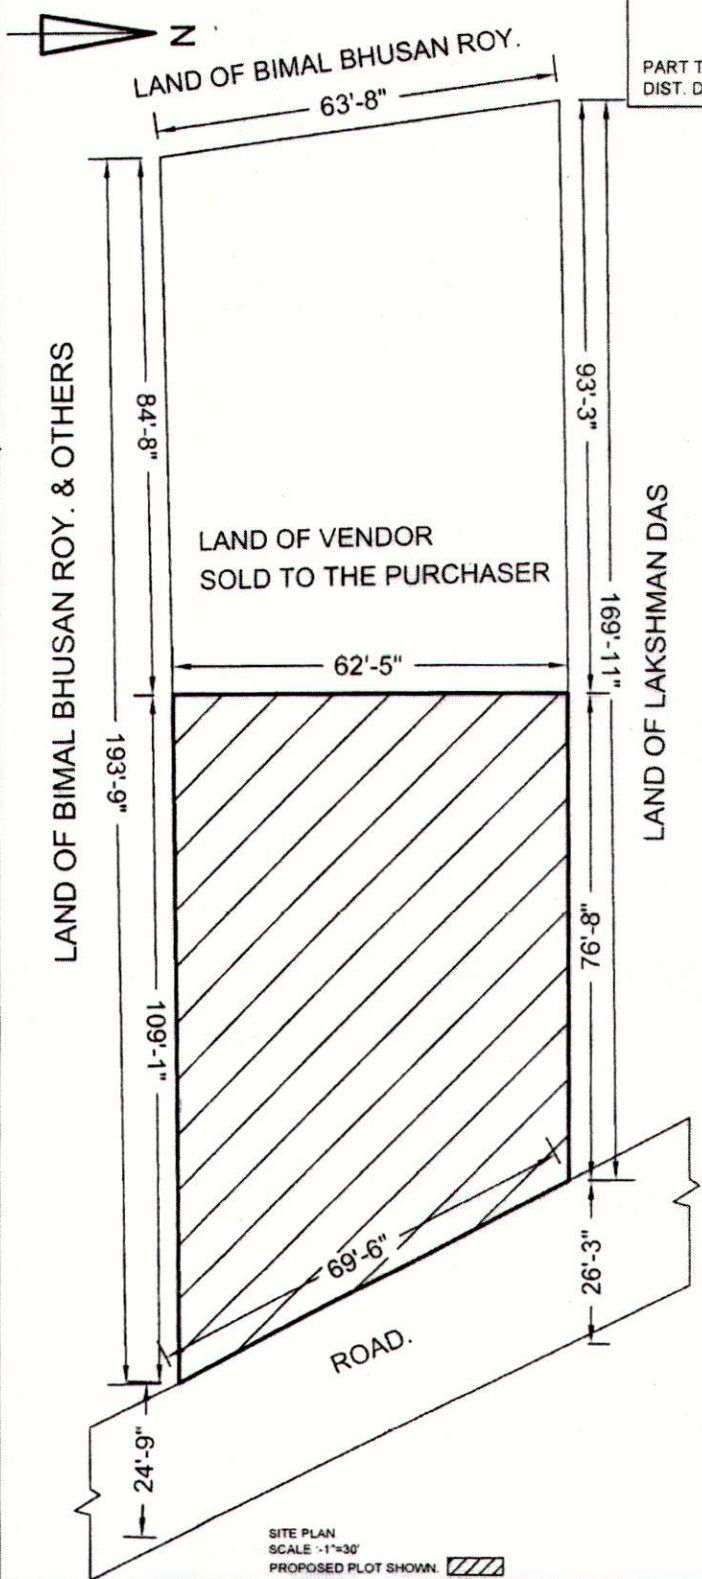 N
PART T
DIST. D
LAND OF BIMAL BHUSAN ROY.
63'-8"
84'-8"
93'-3"
LAND OF BIMAL BHUSAN ROY. & OTHERS
193'-9"
LAND OF VENDOR
SOLD TO THE PURCHASER
169'-11"
LAND OF LAKSHMAN DAS
62'-5"
109'-1"
76'-8"
69'-6"
26'-3"
ROAD.
24'-9"
SITE PLAN
SCALE :-1"=30'
PROPOSED PLOT SHOWN.